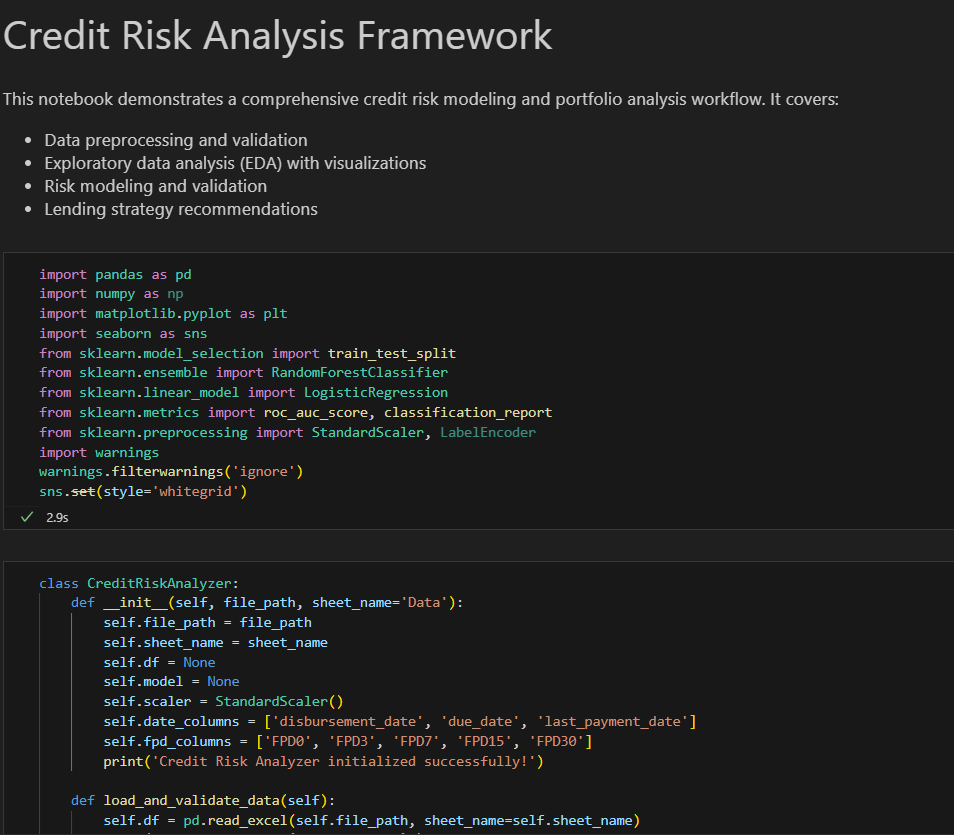 Credit Risk Analysis Framework
This notebook demonstrates a comprehensive credit risk modeling and portfolio analysis workflow. It covers:
• Data preprocessing and validation
• Exploratory data analysis (EDA) with visualizations
• Risk modeling and validation
• Lending strategy recommendations
import pandas as pd
import numpy as np
import matplotlib.pyplot as plt
import seaborn as sns
from sklearn.model_selection import train_test_split
from sklearn.ensemble import RandomForestClassifier
from sklearn.linear_model import LogisticRegression
from sklearn.metrics import roc_auc_score, classification_report
from sklearn.preprocessing import StandardScaler, LabelEncoder
import warnings
warnings.filterwarnings('ignore')
sns.set(style='whitegrid')
✓ 2.9s
class CreditRiskAnalyzer:
    def __init__(self, file_path, sheet_name='Data'):
        self.file_path = file_path
        self.sheet_name = sheet_name
        self.df = None
        self.model = None
        self.scaler = StandardScaler()
        self.date_columns = ['disbursement_date', 'due_date', 'last_payment_date']
        self.fpd_columns = ['FPD0', 'FPD3', 'FPD7', 'FPD15', 'FPD30']
        print('Credit Risk Analyzer initialized successfully!')
    def load_and_validate_data(self):
        self.df = pd.read_excel(self.file_path, sheet_name=self.sheet_name)